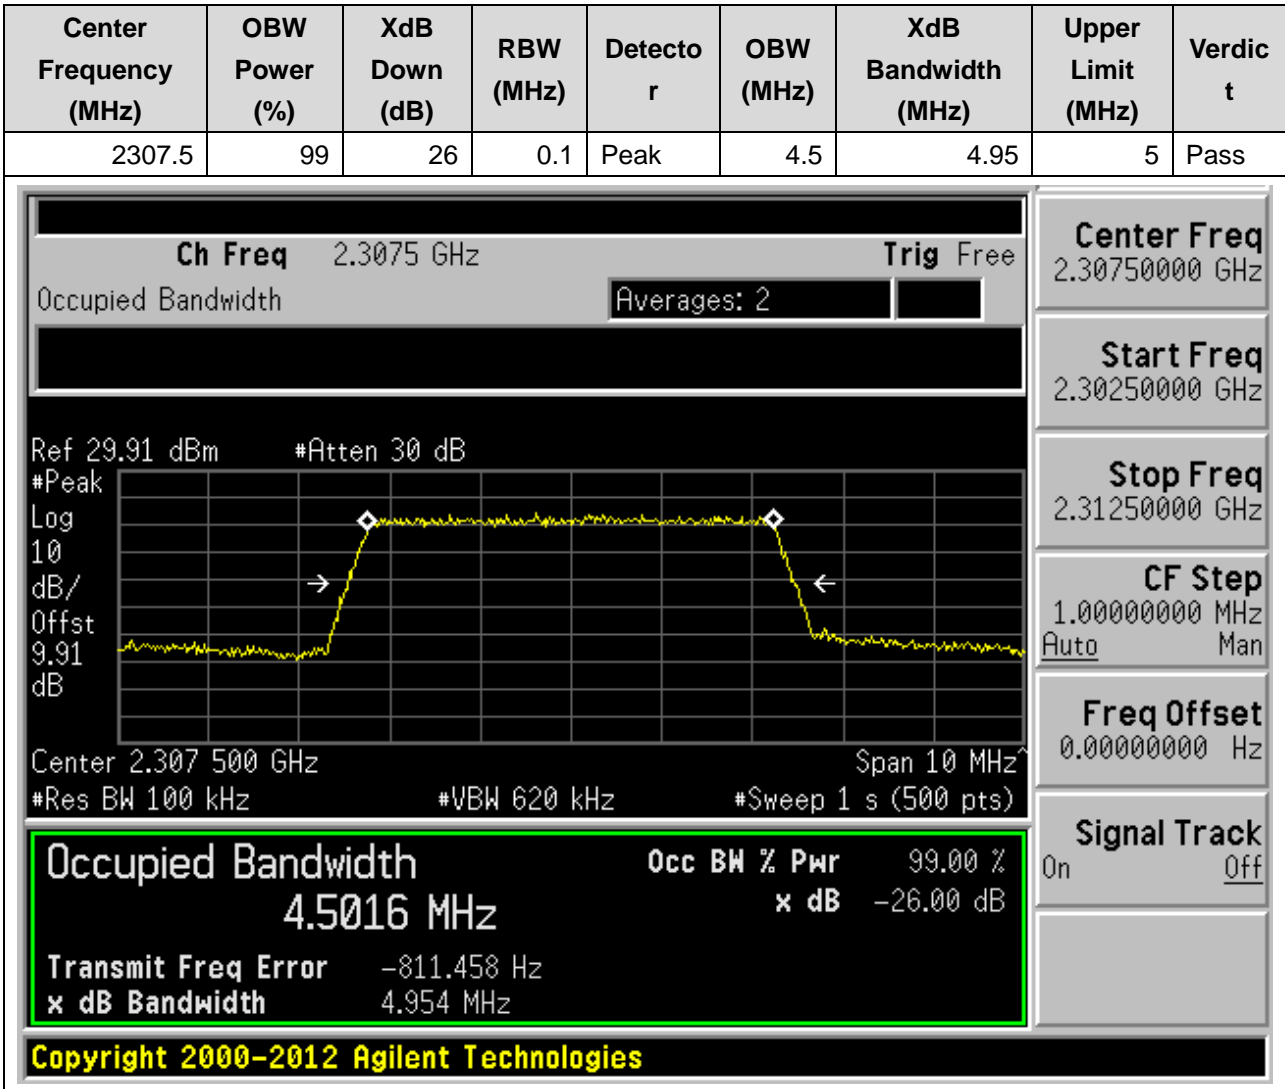 Center Frequency (MHz) OBW Power (%) XdB Down (dB) RBW (MHz) Detecto r OBW (MHz) XdB Bandwidth (MHz) Upper Limit (MHz) Verdic t
2307.5 99 26 0.1 Peak 4.5 4.95 5 Pass
Ch Freq 2.3075 GHz Trig Free
Occupied Bandwidth Averages: 2
Ref 29.91 dBm #Atten 30 dB
#Peak
Log
10
dB/
Offst
9.91
dB
Center 2.307 500 GHz Span 10 MHz^
#Res BW 100 kHz #VBW 620 kHz #Sweep 1 s (500 pts)
Occupied Bandwidth Occ BW % Pwr 99.00 %
4.5016 MHz x dB -26.00 dB
Transmit Freq Error -811.458 Hz
x dB Bandwidth 4.954 MHz
Center Freq
2.30750000 GHz
Start Freq
2.30250000 GHz
Stop Freq
2.31250000 GHz
CF Step
1.00000000 MHz
Auto Man
Freq Offset
0.00000000 Hz
Signal Track
On Off
Copyright 2000-2012 Agilent Technologies